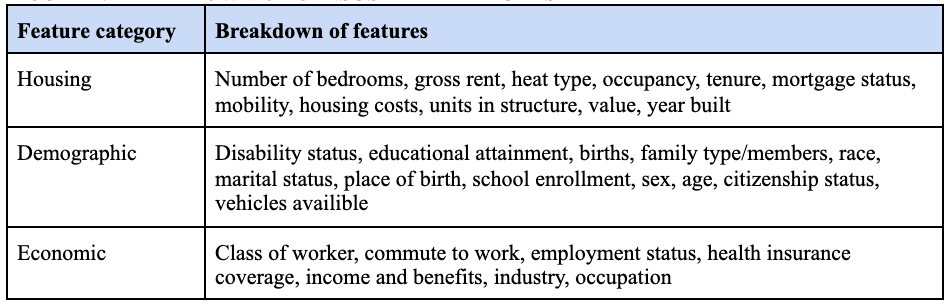 Feature category Breakdown of features
Housing Number of bedrooms, gross rent, heat type, occupancy, tenure, mortgage status,
mobility, housing costs, units in structure, value, year built
Demographic Disability status, educational attainment, births, family type/members, race,
marital status, place of birth, school enrollment, sex, age, citizenship status,
vehicles availible
Economic Class of worker, commute to work, employment status, health insurance
coverage, income and benefits, industry, occupation